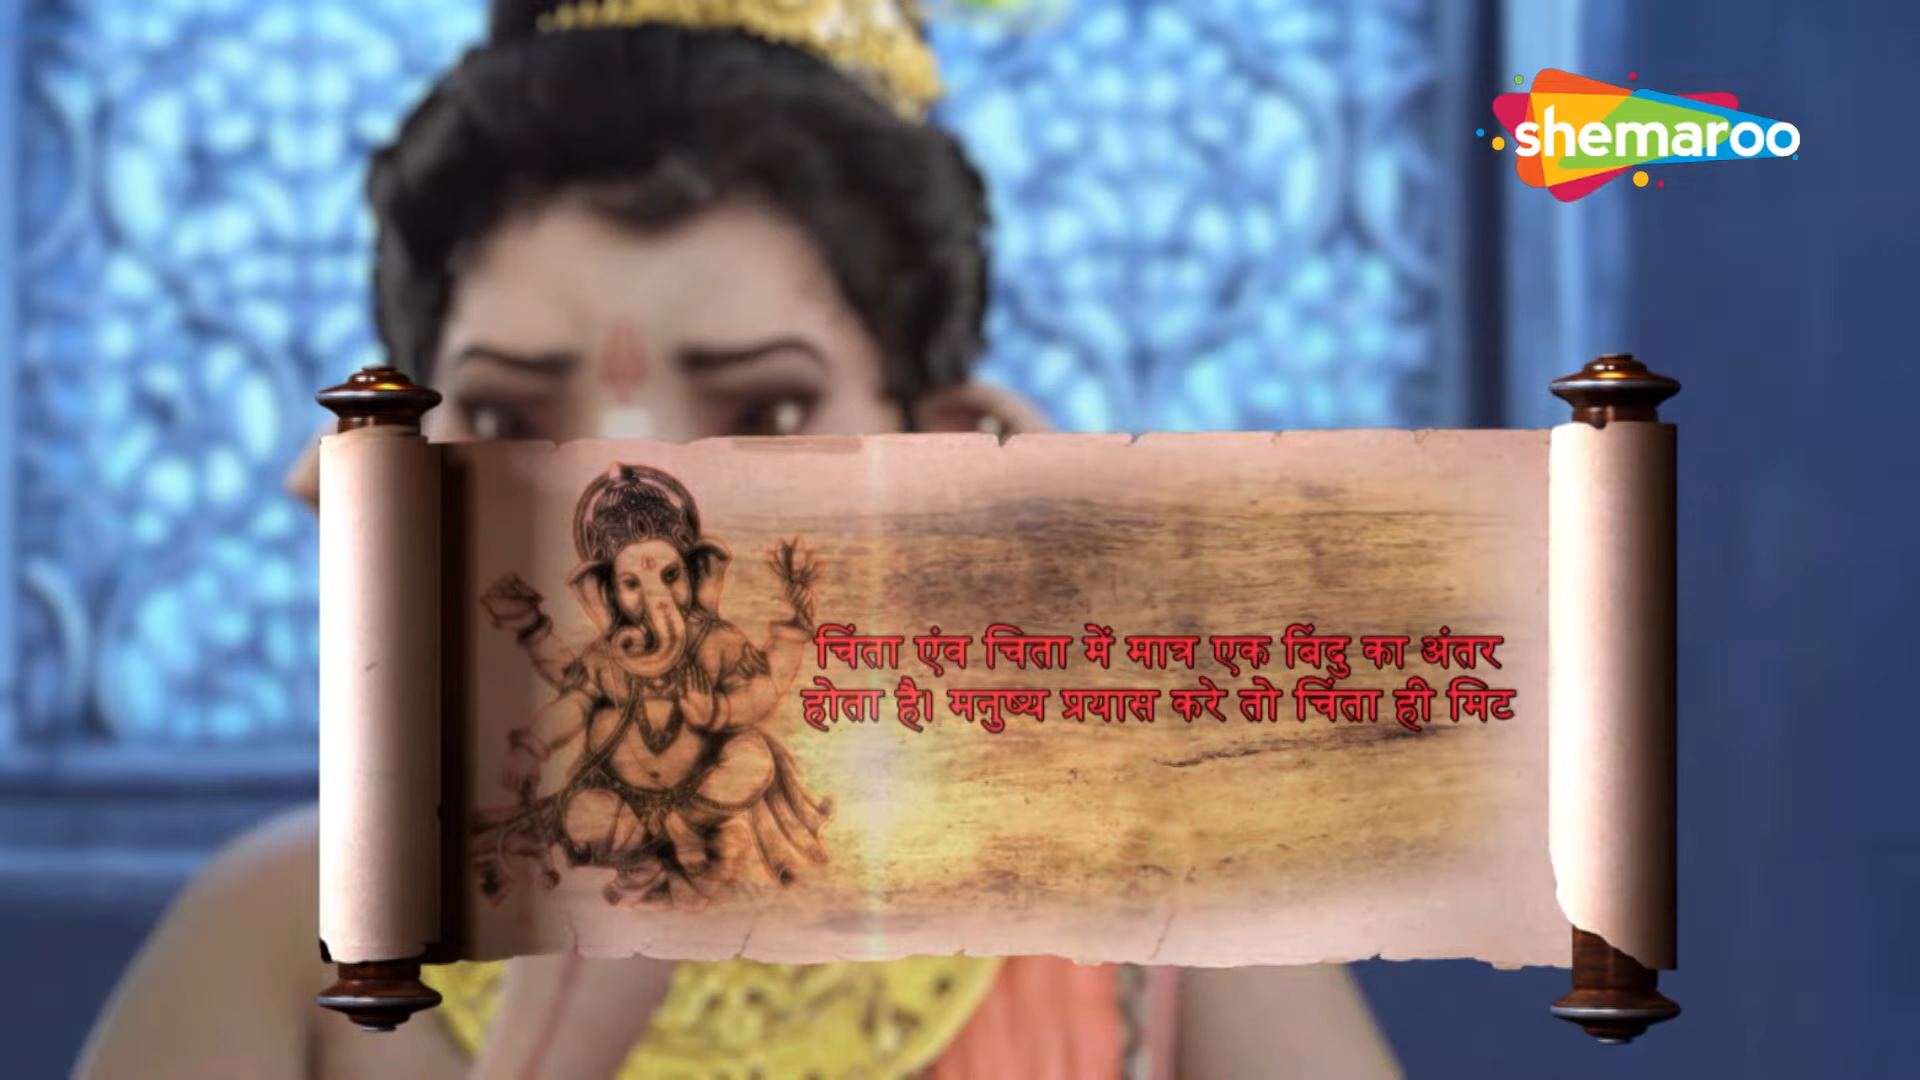 shemaroo
चिंता एंव चिता में मात्र एक बिंदु का अंतर
होता है। मनुष्य प्रयास करे तो चिंता ही मिट